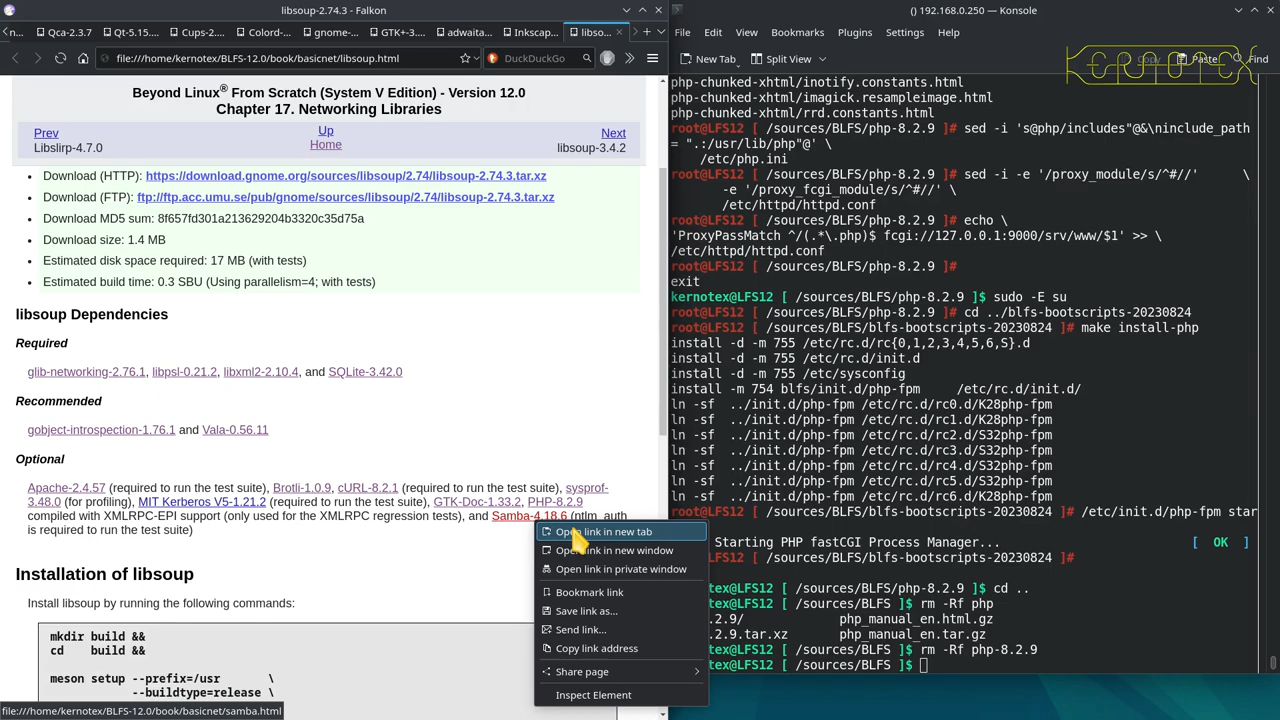 libsoup-2.74.3 - Falkon
n...
Qca-2.3.7
Qt-5.15....
Cups-2....
Colord-...
gnome-...
GTK+-3....
adwaita...
Inkscap...
libso...
file:///home/kernotex/BLFS-12.0/book/basicnet/libsoup.html
DuckDuckGo
Beyond Linux® From Scratch (System V Edition) - Version 12.0
Chapter 17. Networking Libraries
Prev
Up
Next
Libslirp-4.7.0
Home
libsoup-3.4.2
Download (HTTP): https://download.gnome.org/sources/libsoup/2.74/libsoup-2.74.3.tar.xz
Download (FTP): ftp://ftp.acc.umu.se/pub/gnome/sources/libsoup/2.74/libsoup-2.74.3.tar.xz
Download MD5 sum: 8f657fd301a213629204b3320c35d75a
Download size: 1.4 MB
Estimated disk space required: 17 MB (with tests)
Estimated build time: 0.3 SBU (Using parallelism=4; with tests)
libsoup Dependencies
Required
glib-networking-2.76.1, libpsl-0.21.2, libxml2-2.10.4, and SQLite-3.42.0
Recommended
gobject-introspection-1.76.1 and Vala-0.56.11
Optional
Apache-2.4.57 (required to run the test suite), Brotli-1.0.9, cURL-8.2.1 (required to run the test suite), sysprof-
3.48.0 (for profiling), MIT Kerberos V5-1.21.2 (required to run the test suite), GTK-Doc-1.33.2, PHP-8.2.9
compiled with XMLRPC-EPI support (only used for the XMLRPC regression tests), and Samba-4.18.6 (ntlm_auth
is required to run the test suite)
Installation of libsoup
Install libsoup by running the following commands:
mkdir build &&
cd    build &&
meson setup --prefix=/usr       \
            --buildtype=release \
file:///home/kernotex/BLFS-12.0/book/basicnet/samba.html
Open link in new tab
Open link in new window
Open link in private window
Bookmark link
Save link as...
Send link...
Copy link address
Share page
Inspect Element
() 192.168.0.250 — Konsole
File Edit View Bookmarks Plugins Settings Help
New Tab
Split View
Copy
Paste
Find
Kernotex
php-chunked-xhtml/inotify.constants.html
php-chunked-xhtml/imagick.resampleimage.html
php-chunked-xhtml/rrd.constants.html
root@LFS12 [ /sources/BLFS/php-8.2.9 ]# sed -i 's@php/includes"@&\ninclude_path
= ".:/usr/lib/php"@' \
    /etc/php.ini
root@LFS12 [ /sources/BLFS/php-8.2.9 ]# sed -i -e '/proxy_module/s/^#//'      \
       -e '/proxy_fcgi_module/s/^#//' \
       /etc/httpd/httpd.conf
root@LFS12 [ /sources/BLFS/php-8.2.9 ]# echo \
'ProxyPassMatch ^/(.*\.php)$ fcgi://127.0.0.1:9000/srv/www/$1' >> \
/etc/httpd/httpd.conf
root@LFS12 [ /sources/BLFS/php-8.2.9 ]#
exit
kernotex@LFS12 [ /sources/BLFS/php-8.2.9 ]$ sudo -E su
root@LFS12 [ /sources/BLFS/php-8.2.9 ]# cd ../blfs-bootscripts-20230824
root@LFS12 [ /sources/BLFS/blfs-bootscripts-20230824 ]# make install-php
install -d -m 755 /etc/rc.d/rc{0,1,2,3,4,5,6,S}.d
install -d -m 755 /etc/rc.d/init.d
install -d -m 755 /etc/sysconfig
install -m 754 blfs/init.d/php-fpm     /etc/rc.d/init.d/
ln -sf  ../init.d/php-fpm /etc/rc.d/rc0.d/K28php-fpm
ln -sf  ../init.d/php-fpm /etc/rc.d/rc1.d/K28php-fpm
ln -sf  ../init.d/php-fpm /etc/rc.d/rc2.d/S32php-fpm
ln -sf  ../init.d/php-fpm /etc/rc.d/rc3.d/S32php-fpm
ln -sf  ../init.d/php-fpm /etc/rc.d/rc4.d/S32php-fpm
ln -sf  ../init.d/php-fpm /etc/rc.d/rc5.d/S32php-fpm
ln -sf  ../init.d/php-fpm /etc/rc.d/rc6.d/K28php-fpm
root@LFS12 [ /sources/BLFS/blfs-bootscripts-20230824 ]# /etc/init.d/php-fpm star
Starting PHP fastCGI Process Manager... [ OK ]
/sources/BLFS/blfs-bootscripts-20230824 ]#
/sources/BLFS/blfs-bootscripts-20230824 ]$ cd ..
/sources/BLFS ]$ rm -Rf php
.2.9/ php_manual_en.html.gz
.2.9.tar.xz php_manual_en.tar.gz
/sources/BLFS ]$ rm -Rf php-8.2.9
/sources/BLFS ]$